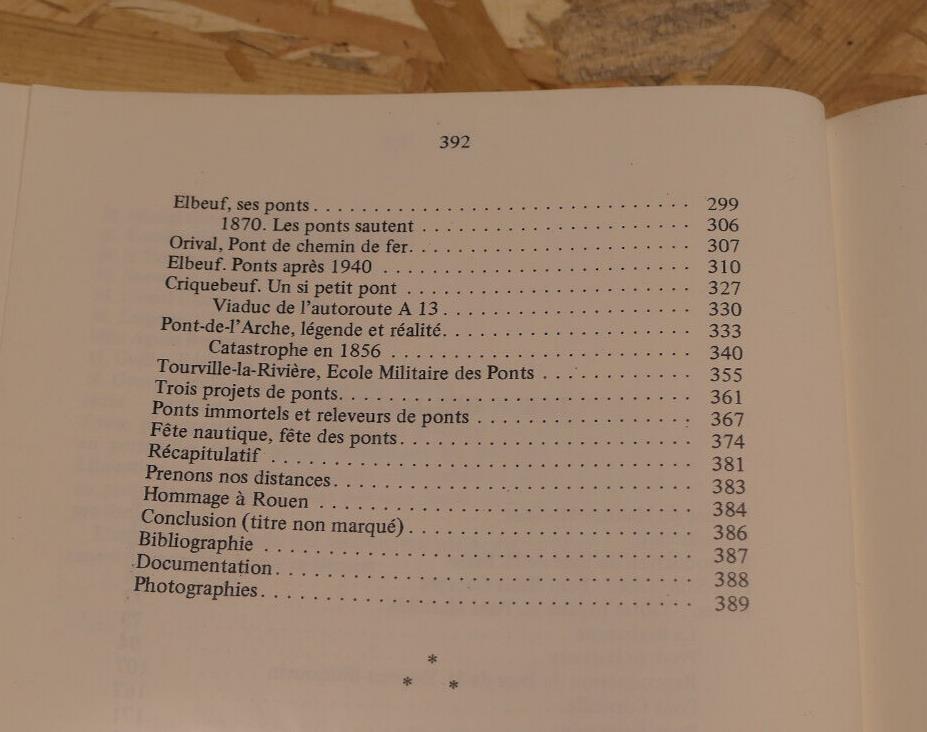 392
Elbeuf, ses ponts . . . . . . . . . . . . . . . . . . . . . . . . . . . . . . . 299
1870. Les ponts sautent . . . . . . . . . . . . . . . . . . . . . . . 306
Orival, Pont de chemin de fer. . . . . . . . . . . . . . . . . . . . . . . . 307
Elbeuf. Ponts après 1940 . . . . . . . . . . . . . . . . . . . . . . . . . . 310
Criquebeuf. Un si petit pont . . . . . . . . . . . . . . . . . . . . . . . . 327
Viaduc de l'autoroute A 13 . . . . . . . . . . . . . . . . . . . . . 330
Pont-de-l'Arche, légende et réalité. . . . . . . . . . . . . . . . . . . . . 333
Catastrophe en 1856 . . . . . . . . . . . . . . . . . . . . . . . . . 340
Tourville-la-Rivière, Ecole Militaire des Ponts . . . . . . . . . . . . . 355
Trois projets de ponts. . . . . . . . . . . . . . . . . . . . . . . . . . . . . . 361
Ponts immortels et releveurs de ponts . . . . . . . . . . . . . . . . . . 367
Fête nautique, fête des ponts. . . . . . . . . . . . . . . . . . . . . . . . . 374
Récapitulatif . . . . . . . . . . . . . . . . . . . . . . . . . . . . . . . . . . . 381
Prenons nos distances. . . . . . . . . . . . . . . . . . . . . . . . . . . . . . 383
Hommage à Rouen . . . . . . . . . . . . . . . . . . . . . . . . . . . . . . . 384
Conclusion (titre non marqué) . . . . . . . . . . . . . . . . . . . . . . . . 386
Bibliographie . . . . . . . . . . . . . . . . . . . . . . . . . . . . . . . . . . . 387
Documentation . . . . . . . . . . . . . . . . . . . . . . . . . . . . . . . . . . 388
Photographies . . . . . . . . . . . . . . . . . . . . . . . . . . . . . . . . . . . 389
*
* *